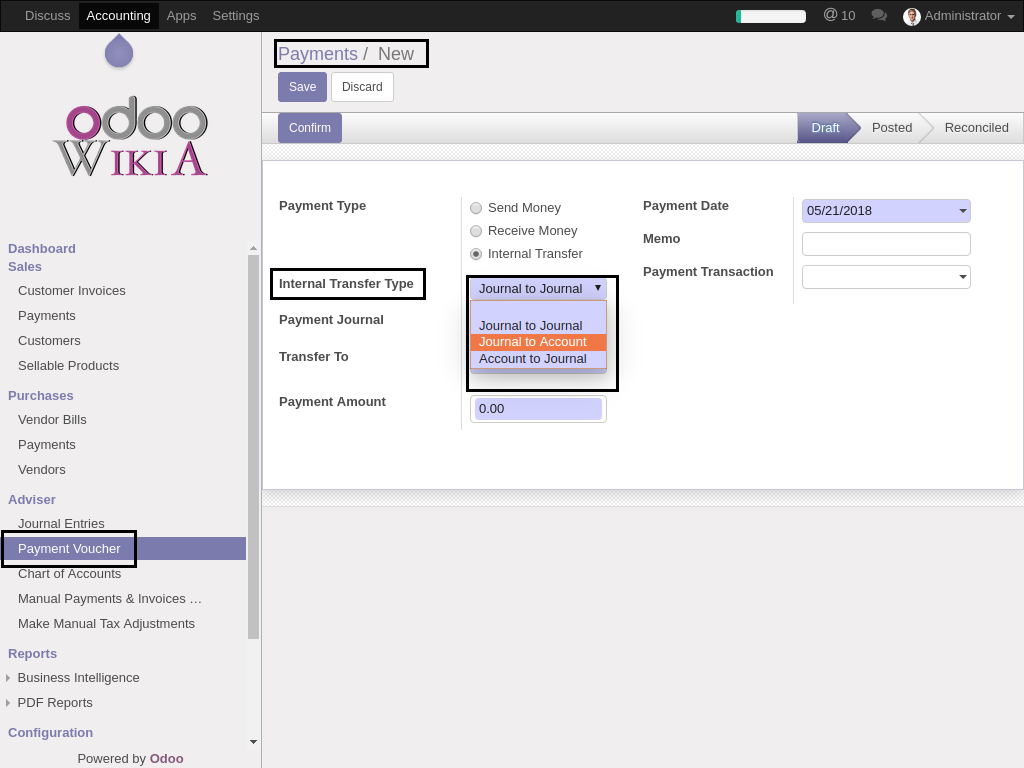 Discuss Accounting Apps Settings @ 10 Administrator
odoo
WIKIA
Dashboard
Sales
Customer Invoices
Payments
Customers
Sellable Products
Purchases
Vendor Bills
Payments
Vendors
Adviser
Journal Entries
Payment Voucher
Chart of Accounts
Manual Payments & Invoices …
Make Manual Tax Adjustments
Reports
Business Intelligence
PDF Reports
Configuration
Powered by Odoo
Payments / New
Save Discard
Confirm Draft Posted Reconciled
Payment Type
Send Money
Receive Money
Internal Transfer
Internal Transfer Type
Journal to Journal
Journal to Journal
Journal to Account
Account to Journal
Payment Journal
Transfer To
Payment Amount
0.00
Payment Date
05/21/2018
Memo
Payment Transaction